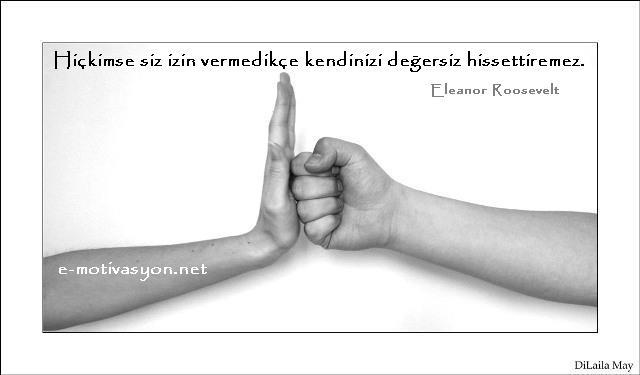 Hiçkimse siz izin vermedikçe kendinizi değersiz hissettiremez.
Eleanor Roosevelt
e-motivasyon.net
DiLaila May